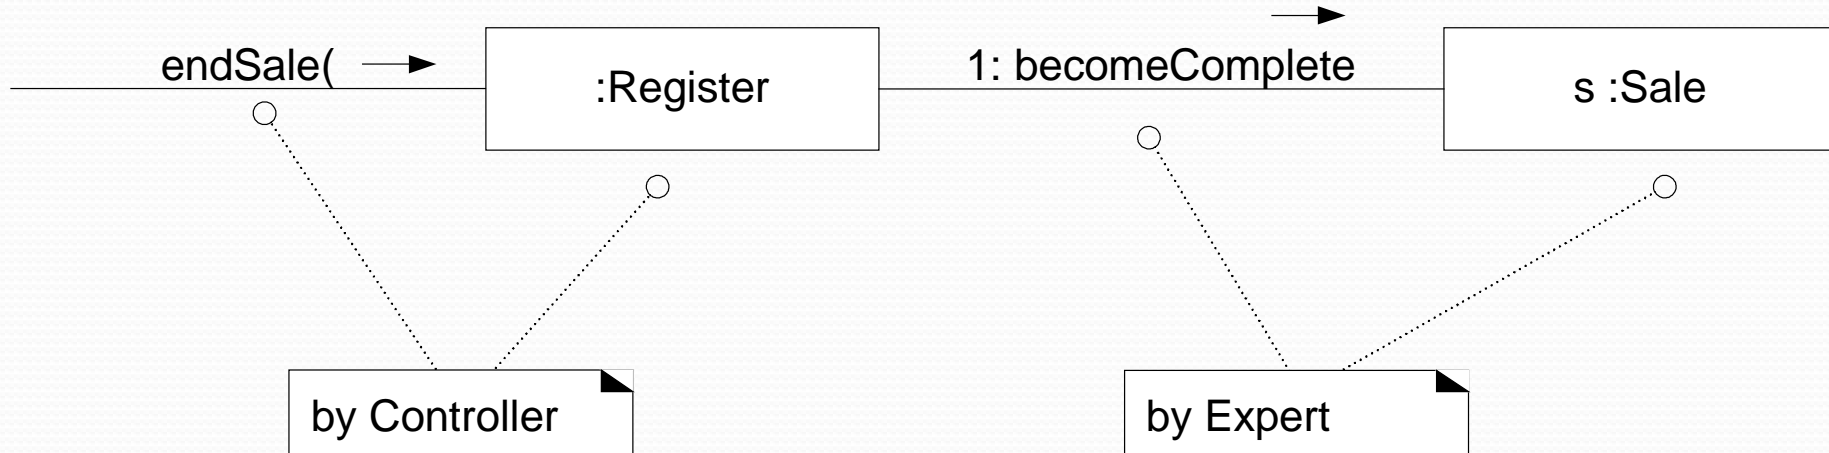 endSale(
:Register
1: becomeComplete
s :Sale
by Controller
by Expert